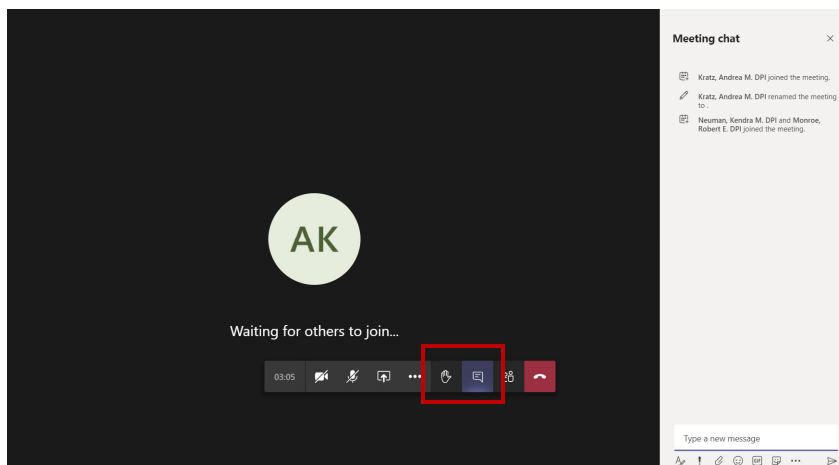 Meeting chat
Kratz, Andrea M. DPI joined the meeting.
Kratz, Andrea M. DPI renamed the meeting
to .
Neuman, Kendra M. DPI and Monroe,
Robert E. DPI joined the meeting.
AK
Waiting for others to join...
03:05
Type a new message
GIF